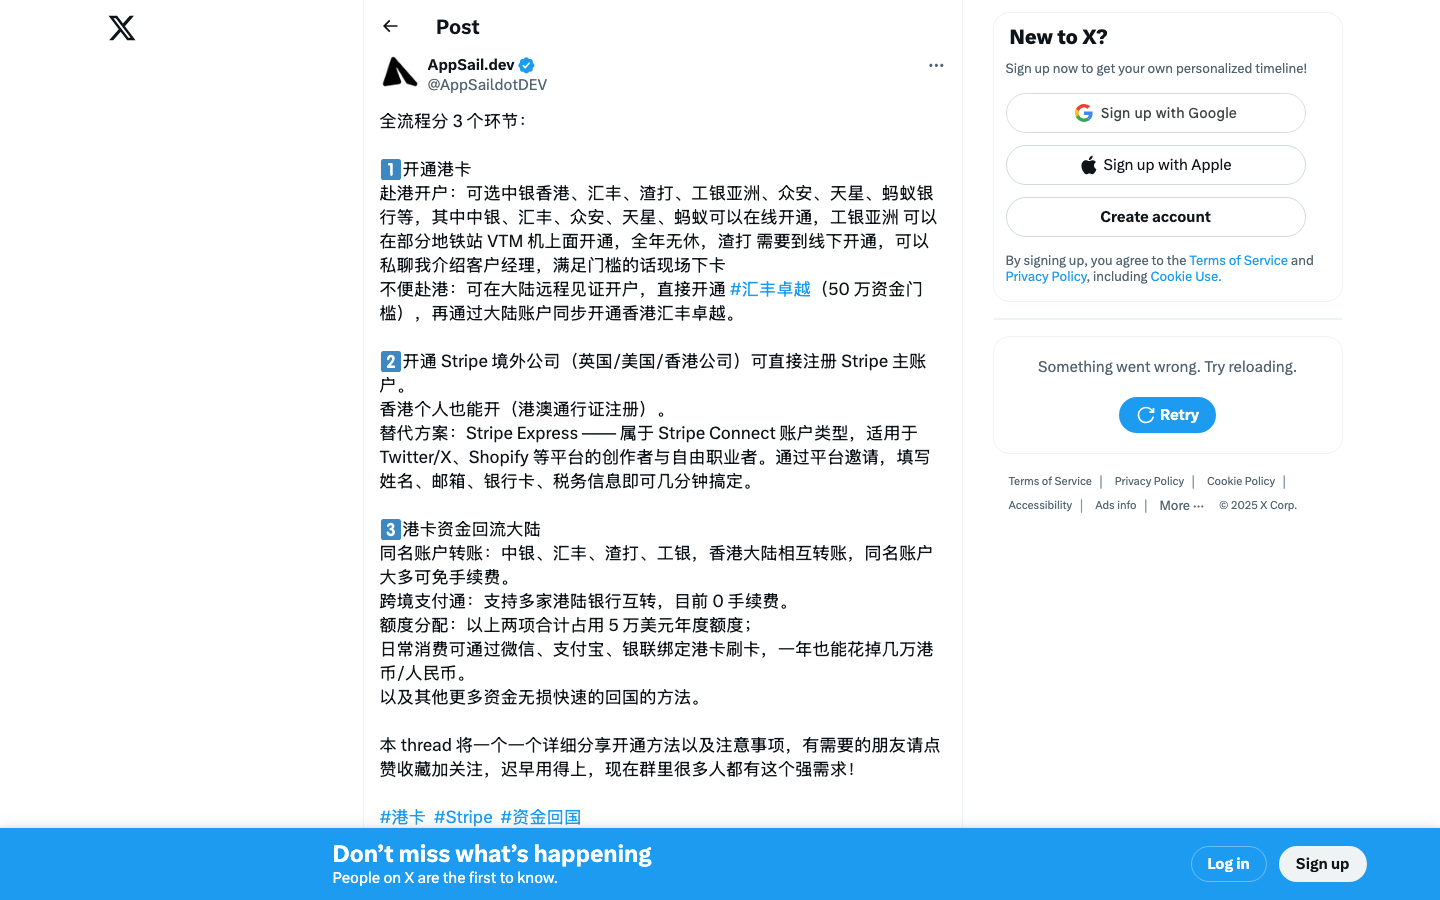 Post
AppSail.dev
@AppSaildotDEV
全流程分 3 个环节：
1️⃣开通港卡
赴港开户：可选中银香港、汇丰、渣打、工银亚洲、众安、天星、蚂蚁银
行等，其中中银、汇丰、众安、天星、蚂蚁可以在线开通，工银亚洲 可以
在部分地铁站 VTM 机上面开通，全年无休，渣打 需要到线下开通，可以
私聊我介绍客户经理，满足门槛的话现场下卡
不便赴港：可在大陆远程见证开户，直接开通 #汇丰卓越（50 万资金门
槛），再通过大陆账户同步开通香港汇丰卓越。
2️⃣开通 Stripe 境外公司（英国/美国/香港公司）可直接注册 Stripe 主账
户。
香港个人也能开（港澳通行证注册）。
替代方案：Stripe Express —— 属于 Stripe Connect 账户类型，适用于
Twitter/X、Shopify 等平台的创作者与自由职业者。通过平台邀请，填写
姓名、邮箱、银行卡、税务信息即可几分钟搞定。
3️⃣港卡资金回流大陆
同名账户转账：中银、汇丰、渣打、工银，香港大陆相互转账，同名账户
大多可免手续费。
跨境支付通：支持多家港陆银行互转，目前 0 手续费。
额度分配：以上两项合计占用 5 万美元年度额度；
日常消费可通过微信、支付宝、银联绑定港卡刷卡，一年也能花掉几万港
币/人民币。
以及其他更多资金无损快速的回国的方法。
本 thread 将一个一个详细分享开通方法以及注意事项，有需要的朋友请点
赞收藏加关注，迟早用得上，现在群里很多人都有这个强需求！
#港卡 #Stripe #资金回国
New to X?
Sign up now to get your own personalized timeline!
Sign up with Google
Sign up with Apple
Create account
By signing up, you agree to the Terms of Service and
Privacy Policy, including Cookie Use.
Something went wrong. Try reloading.
Retry
Terms of Service | Privacy Policy | Cookie Policy |
Accessibility | Ads info | More ··· © 2025 X Corp.
Don’t miss what’s happening
People on X are the first to know.
Log in
Sign up